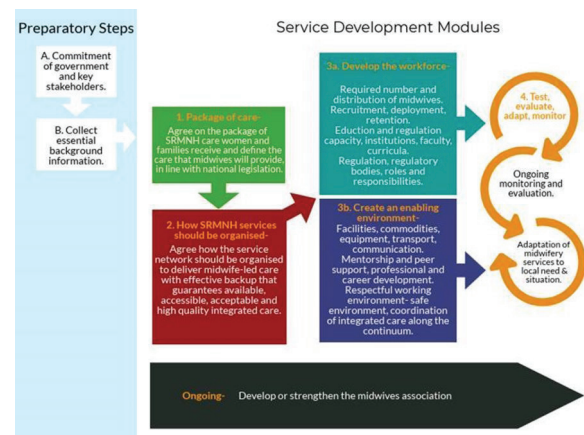 Preparatory Steps
Service Development Modules
A. Commitment
of government
and key
stakeholders.
B. Collect
essential
background
information.
1. Package of care-
Agree on the package of
SRMNH care women and
families receive and define the
care that midwives will provide,
in line with national legislation.
2. How SRMNH services
should be organised-
Agree how the service
network should be organised
to deliver midwife-led care
with effective backup that
guarantees available,
accessible, acceptable and
high quality integrated care.
3a. Develop the workforce-
Required number and
distribution of midwives.
Recruitment, deployment,
retention.
Eduction and regulation
capacity, institutions, faculty,
curricula.
Regulation, regulatory
bodies, roles and
responsibilities.
3b. Create an enabling
environment-
Facilities, commodities,
equipment, transport,
communication.
Mentorship and peer
support, professional and
career development.
Respectful working
environment- safe
environment, coordination
of integrated care along the
continuum.
4. Test,
evaluate,
adapt, monitor
Ongoing
monitoring and
evaluation.
Adaptation of
midwifery services
to local need &
situation.
Ongoing- Develop or strengthen the midwives association